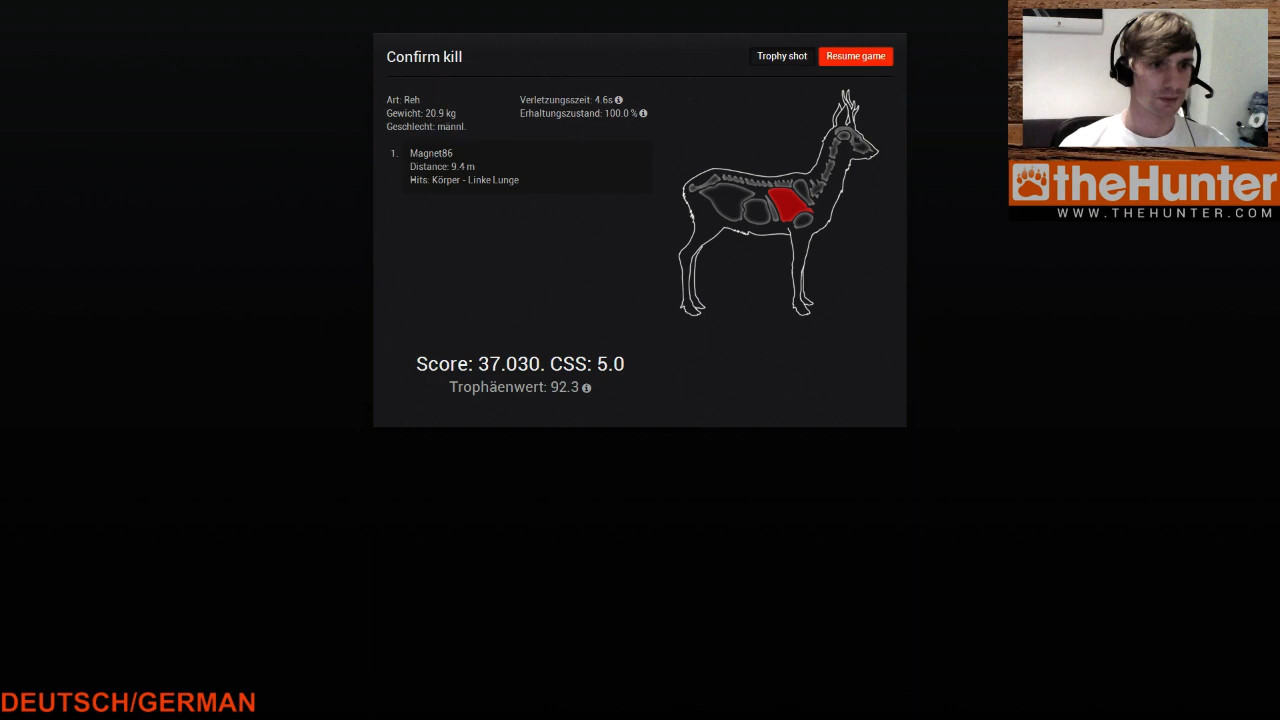 Confirm kill
Trophy shot
Resume game
Art: Reh
Gewicht: 20.9 kg
Geschlecht: männl.
Verletzungsszeit: 4.6s
Erhaltungszustand: 100.0 %
1. Magnet86
Distance: 9.4 m
Hits: Körper - Linke Lunge
Score: 37.030. CSS: 5.0
Trophäenwert: 92.3
theHunter
WWW.THEHUNTER.COM
DEUTSCH/GERMAN